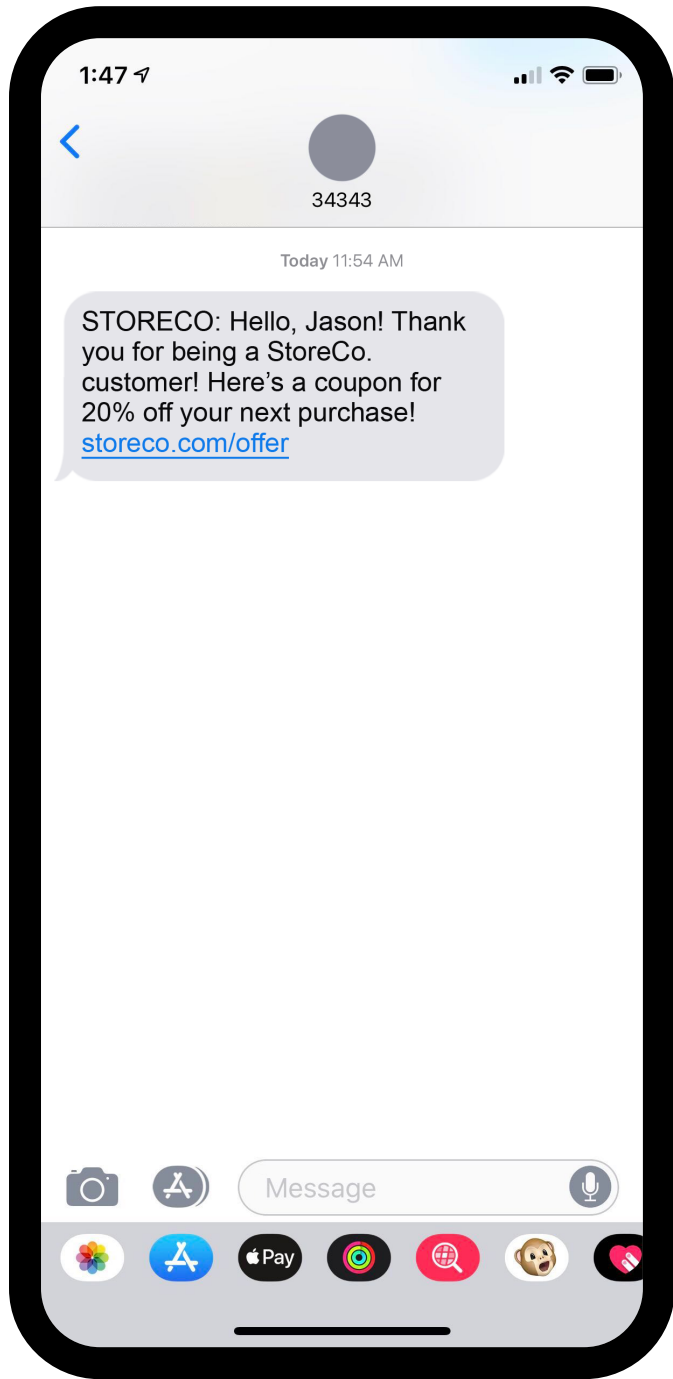 1:47
34343
Today 11:54 AM
STORECO: Hello, Jason! Thank
you for being a StoreCo.
customer! Here’s a coupon for
20% off your next purchase!
storeco.com/offer
Message
Pay